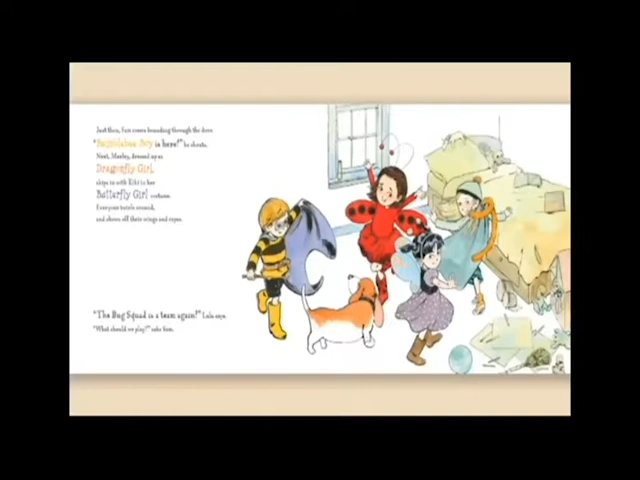 Just then, Sam comes bounding through the door.
"Bumblebee Boy is here!" he shouts.
Next, Marley, dressed up as
Dragonfly Girl,
skips in with Kiki in her
Butterfly Girl costume.
Everyone twirls around,
and shows off their wings and capes.
"The Bug Squad is a team again!" Lulu says.
"What should we play?" asks Sam.